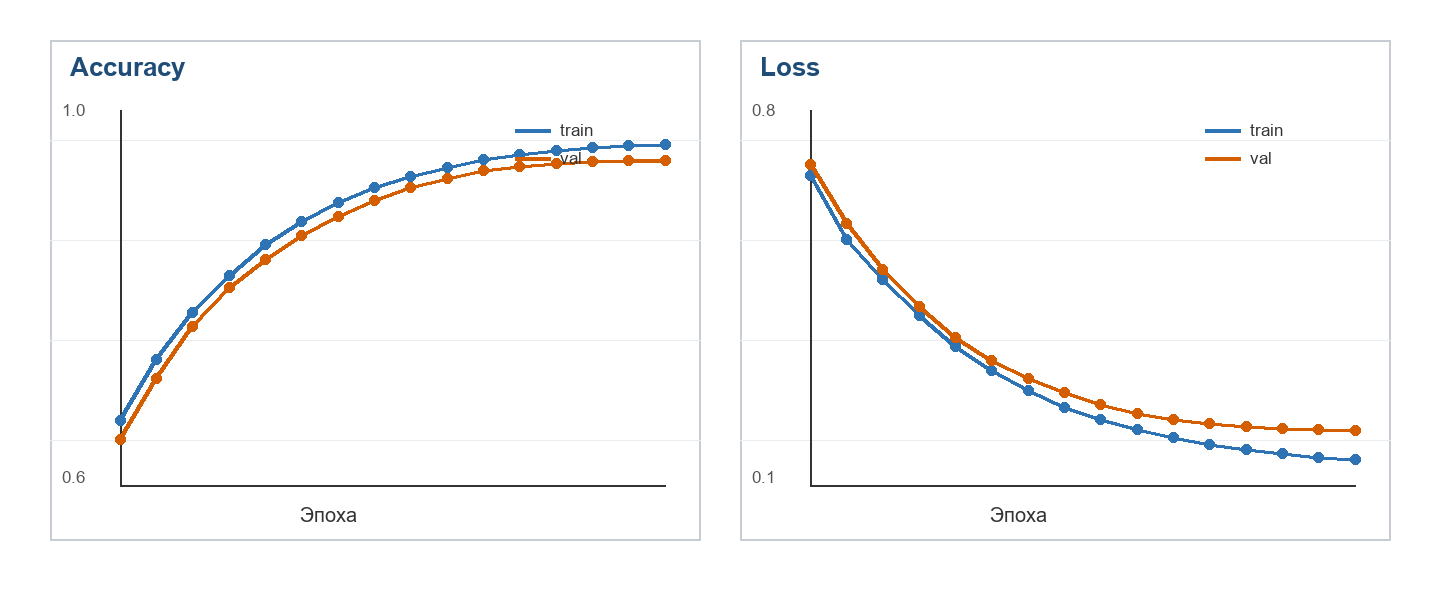 Accuracy
1.0
train
val
0.6
Эпоха
Loss
0.8
train
val
0.1
Эпоха